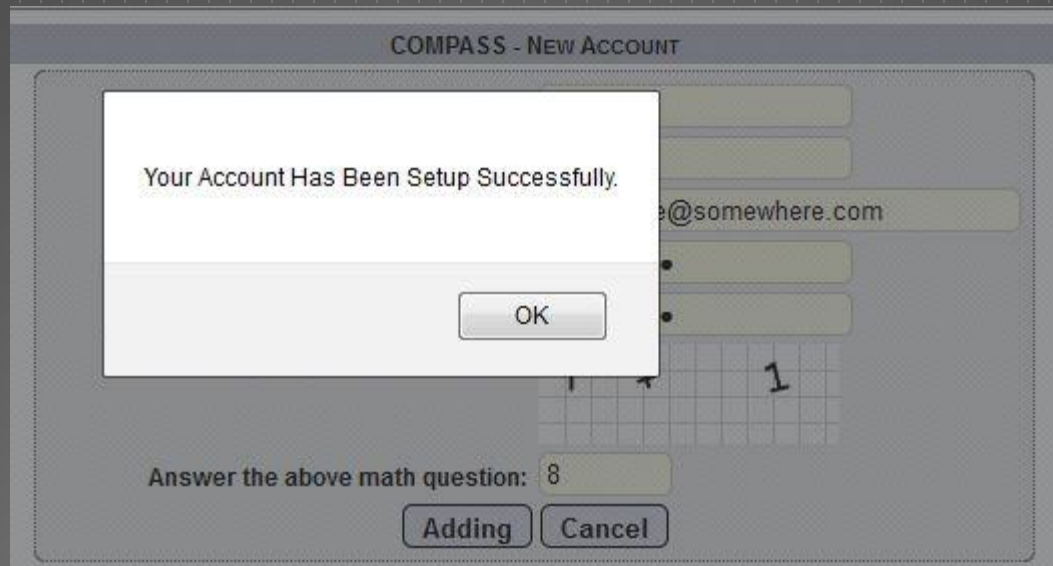 COMPASS - NEW ACCOUNT
Your Account Has Been Setup Successfully.
@somewhere.com
OK
1
Answer the above math question: 8
Adding Cancel